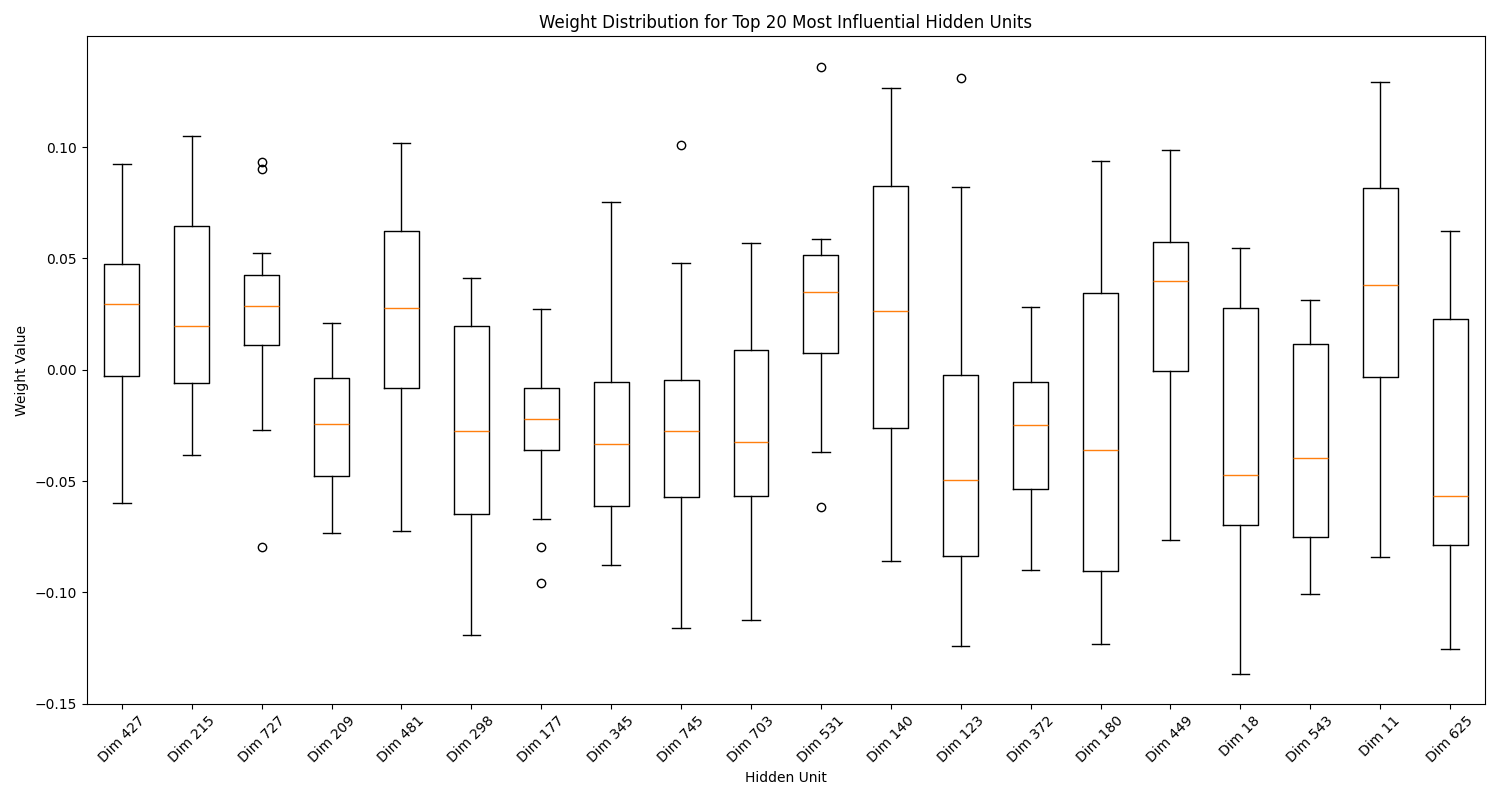 Weight Distribution for Top 20 Most Influential Hidden Units
Weight Value
0.10
0.05
0.00
−0.05
−0.10
−0.15
Dim 427
Dim 215
Dim 727
Dim 209
Dim 481
Dim 298
Dim 177
Dim 345
Dim 745
Dim 703
Dim 531
Dim 140
Dim 123
Dim 372
Dim 180
Dim 449
Dim 18
Dim 543
Dim 11
Dim 625
Hidden Unit